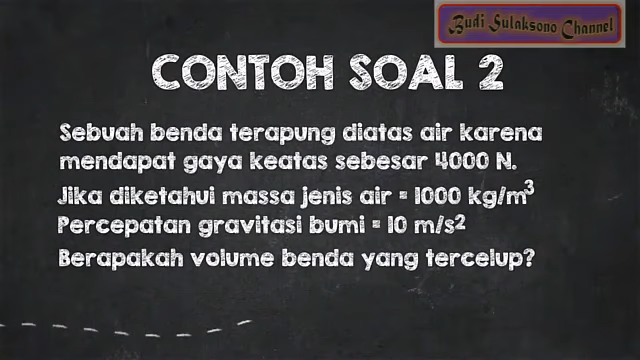 Budi Sulaksono Channel
CONTOH SOAL 2
Sebuah benda terapung diatas air karena
mendapat gaya keatas sebesar 4000 N.
Jika diketahui massa jenis air = 1000 kg/m³
Percepatan gravitasi bumi = 10 m/s²
Berapakah volume benda yang tercelup?